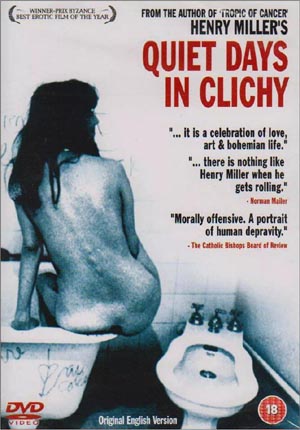 WINNER-PRIX BYZANCE
BEST EROTIC FILM OF THE YEAR
FROM THE AUTHOR OF 'TROPIC OF CANCER'
HENRY MILLER'S
QUIET DAYS
IN CLICHY
"... it is a celebration of love,
art & bohemian life."
"... there is nothing like
Henry Miller when he
gets rolling."
- Norman Mailer
"Morally offensive. A portrait
of human depravity."
- The Catholic Bishops Board of Review
DVD
VIDEO
Original English Version
18